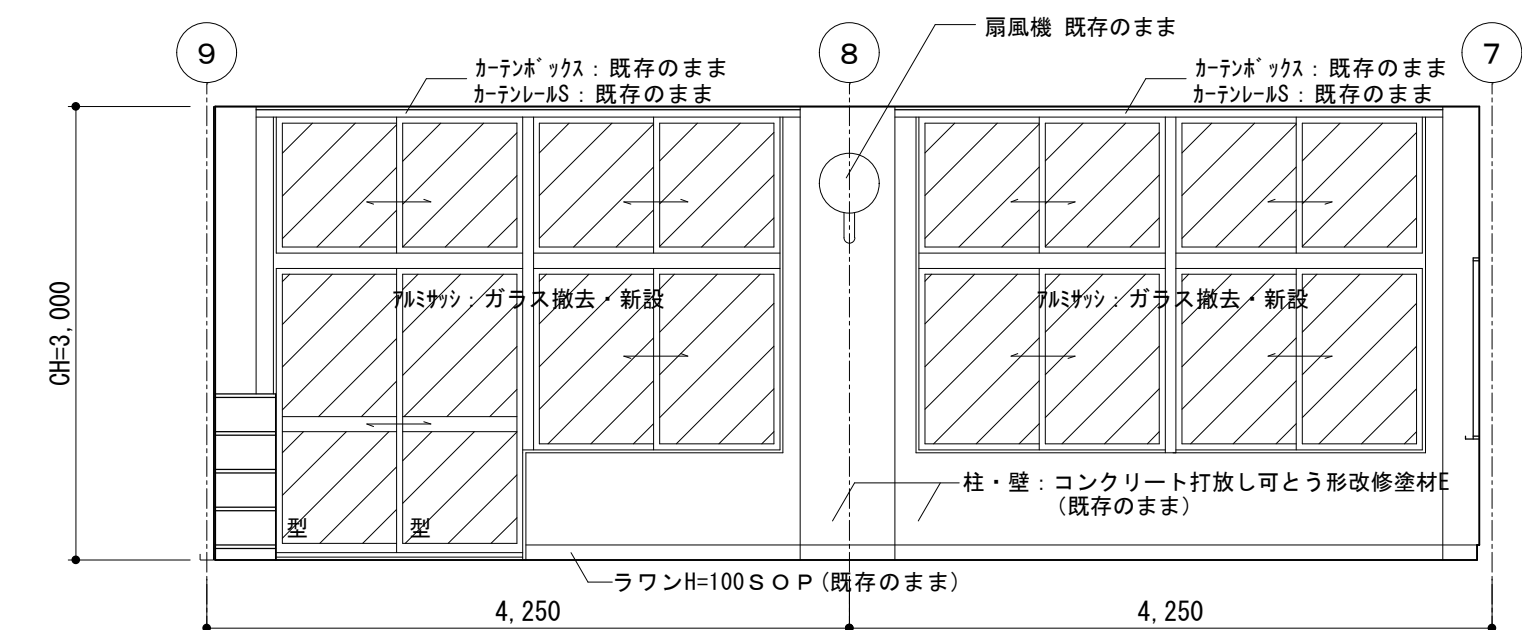 扇風機 既存のまま
9
8
7
ｶｰﾃﾝﾎﾞｯｸｽ：既存のまま
ｶｰﾃﾝﾚｰﾙS：既存のまま
ｶｰﾃﾝﾎﾞｯｸｽ：既存のまま
ｶｰﾃﾝﾚｰﾙS：既存のまま
CH=3,000
ｱﾙﾐｻｯｼ：ガラス撤去・新設
ｱﾙﾐｻｯｼ：ガラス撤去・新設
柱・壁：コンクリート打放し可とう形改修塗材E
(既存のまま)
型
型
ラワンH=100ＳＯＰ(既存のまま)
4,250
4,250